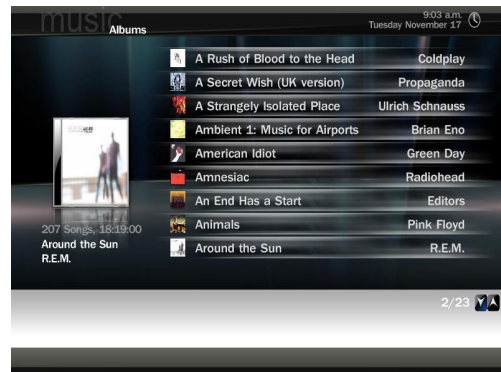 music
Albums
9:03 a.m.
Tuesday November 17
A Rush of Blood to the Head Coldplay
A Secret Wish (UK version) Propaganda
A Strangely Isolated Place Ulrich Schnauss
Ambient 1: Music for Airports Brian Eno
American Idiot Green Day
Amnesiac Radiohead
An End Has a Start Editors
Animals Pink Floyd
Around the Sun R.E.M.
207 Songs, 18:19:00
Around the Sun
R.E.M.
2/23